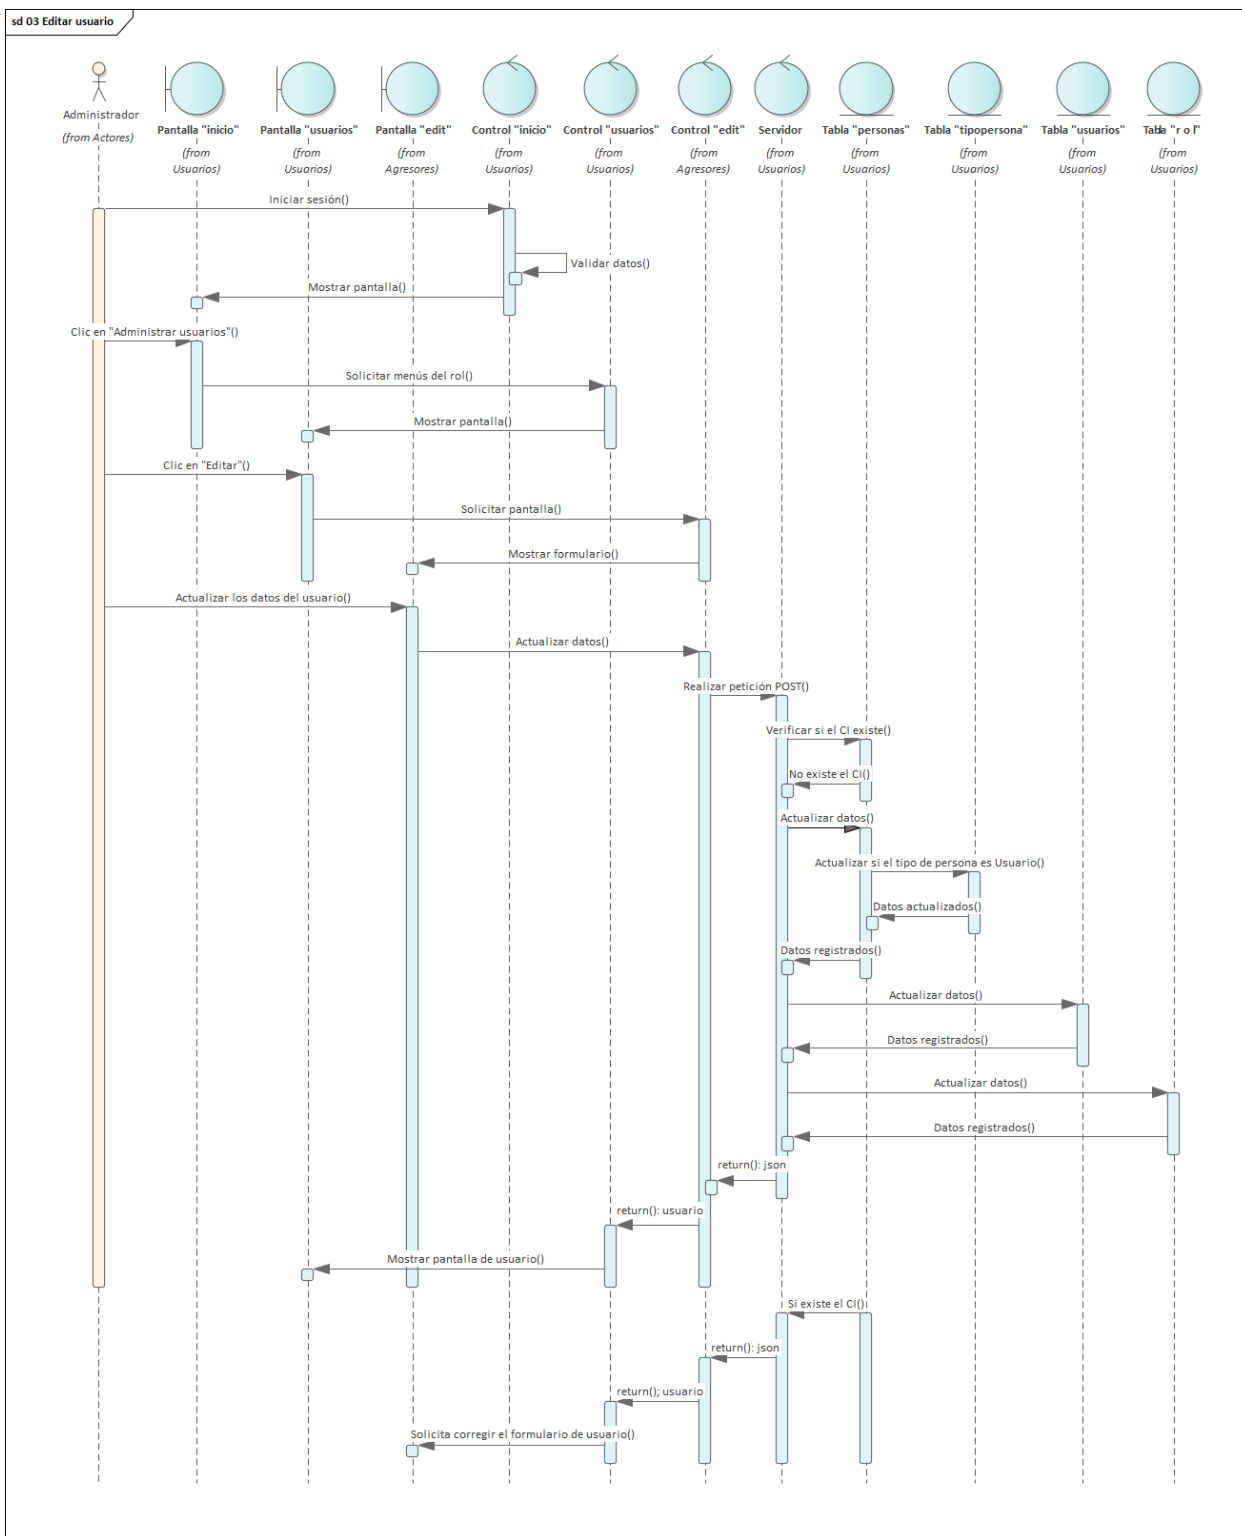 sd 03 Editar usuario
Administrador
(from Actores)
Pantalla "inicio"
(from
Usuarios)
Pantalla "usuarios"
(from
Usuarios)
Pantalla "edit"
(from
Agresores)
Control "inicio"
(from
Usuarios)
Control "usuarios"
(from
Usuarios)
Control "edit"
(from
Agresores)
Servidor
(from
Usuarios)
Tabla "personas"
(from
Usuarios)
Tabla "tipopersona"
(from
Usuarios)
Tabla "usuarios"
(from
Usuarios)
Tabla "r o l"
(from
Usuarios)
Iniciar sesión()
Validar datos()
Mostrar pantalla()
Clic en "Administrar usuarios"()
Solicitar menús del rol()
Mostrar pantalla()
Clic en "Editar"()
Solicitar pantalla()
Mostrar formulario()
Actualizar los datos del usuario()
Actualizar datos()
Realizar petición POST()
Verificar si el CI existe()
No existe el CI()
Actualizar datos()
Actualizar si el tipo de persona es Usuario()
Datos actualizados()
Datos registrados()
Actualizar datos()
Datos registrados()
Actualizar datos()
Datos registrados()
return(): json
return(): usuario
Mostrar pantalla de usuario()
Si existe el CI()
return(): json
return(); usuario
Solicita corregir el formulario de usuario()